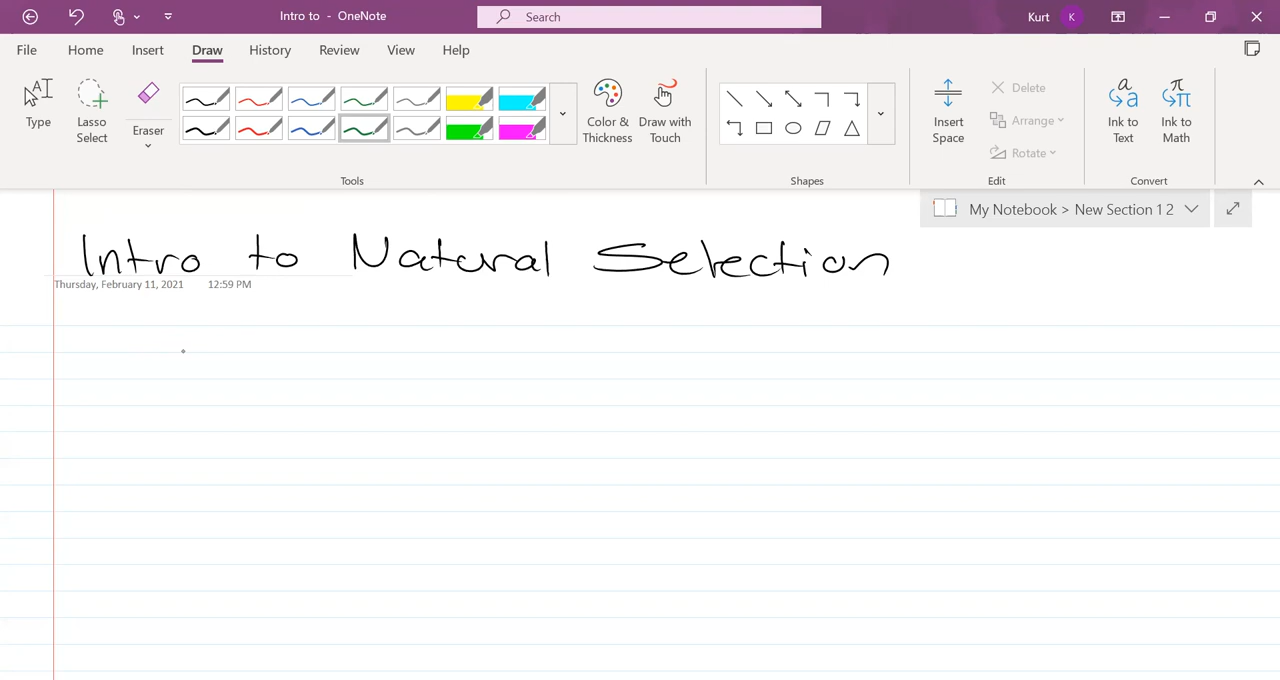 Intro to - OneNote
Search
Kurt K
File Home Insert Draw History Review View Help
Type
Lasso Select
Eraser
Color & Thickness
Draw with Touch
Insert Space
Delete
Arrange
Rotate
Ink to Text
Ink to Math
Tools Shapes Edit Convert
My Notebook > New Section 1 2
Intro to Natural Selection
Thursday, February 11, 2021 12:59 PM